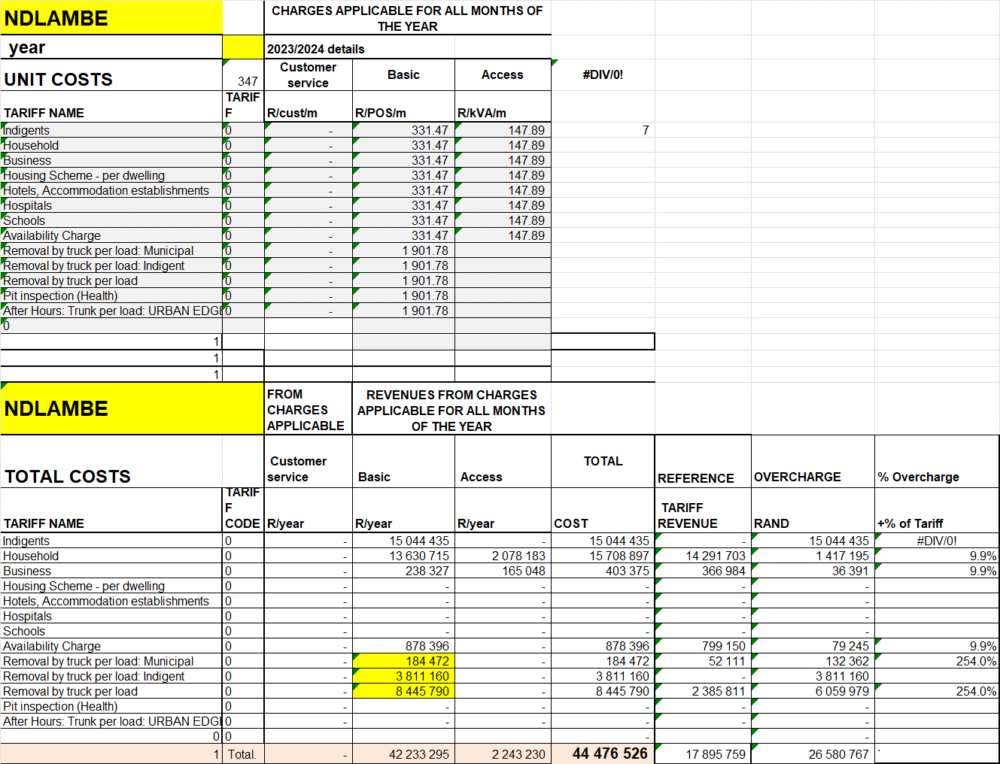 NDLAMBE
CHARGES APPLICABLE FOR ALL MONTHS OF
THE YEAR
year
2023/2024 details
UNIT COSTS 347 Customer service Basic Access #DIV/0!
TARIFF NAME TARIF F R/cust/m R/POS/m R/kVA/m
Indigents 0 - 331.47 147.89 7
Household 0 - 331.47 147.89
Business 0 - 331.47 147.89
Housing Scheme - per dwelling 0 - 331.47 147.89
Hotels, Accommodation establishments 0 - 331.47 147.89
Hospitals 0 - 331.47 147.89
Schools 0 - 331.47 147.89
Availability Charge 0 - 331.47 147.89
Removal by truck per load: Municipal 0 - 1 901.78
Removal by truck per load: Indigent 0 - 1 901.78
Removal by truck per load 0 - 1 901.78
Pit inspection (Health) 0 - 1 901.78
After Hours: Trunk per load: URBAN EDGE 0 - 1 901.78
0
1
1
1
NDLAMBE
FROM
CHARGES
APPLICABLE
REVENUES FROM CHARGES
APPLICABLE FOR ALL MONTHS
OF THE YEAR
TOTAL COSTS Customer service Basic Access TOTAL REFERENCE OVERCHARGE % Overcharge
TARIFF NAME TARIF F CODE R/year R/year R/year COST TARIFF REVENUE RAND +% of Tariff
Indigents 0 - 15 044 435 - 15 044 435 - 15 044 435 #DIV/0!
Household 0 - 13 630 715 2 078 183 15 708 897 14 291 703 1 417 195 9.9%
Business 0 - 238 327 165 048 403 375 366 984 36 391 9.9%
Housing Scheme - per dwelling 0 - - - - - -
Hotels, Accommodation establishments 0 - - - - - -
Hospitals 0 - - - - - -
Schools 0 - - - - - -
Availability Charge 0 - 878 396 - 878 396 799 150 79 245 9.9%
Removal by truck per load: Municipal 0 - 184 472 - 184 472 52 111 132 362 254.0%
Removal by truck per load: Indigent 0 - 3 811 160 - 3 811 160 - 3 811 160
Removal by truck per load 0 - 8 445 790 - 8 445 790 2 385 811 6 059 979 254.0%
Pit inspection (Health) 0 - - - - - -
After Hours: Trunk per load: URBAN EDGI 0 - - - - - -
0 0 - -
1 Total. - 42 233 295 2 243 230 44 476 526 17 895 759 26 580 767 `